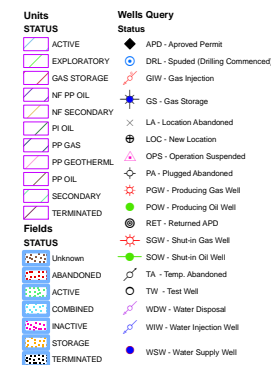 Units
STATUS
ACTIVE
EXPLORATORY
GAS STORAGE
NF PP OIL
NF SECONDARY
PI OIL
PP GAS
PP GEOTHERML
PP OIL
SECONDARY
TERMINATED
Fields
STATUS
Unknown
ABANDONED
ACTIVE
COMBINED
INACTIVE
STORAGE
TERMINATED
Wells Query
Status
APD - Aproved Permit
DRL - Spuded (Drilling Commenced)
GIW - Gas Injection
GS - Gas Storage
LA - Location Abandoned
LOC - New Location
OPS - Operation Suspended
PA - Plugged Abandoned
PGW - Producing Gas Well
POW - Producing Oil Well
RET - Returned APD
SGW - Shut-in Gas Well
SOW - Shut-in Oil Well
TA - Temp. Abandoned
TW - Test Well
WDW - Water Disposal
WIW - Water Injection Well
WSW - Water Supply Well